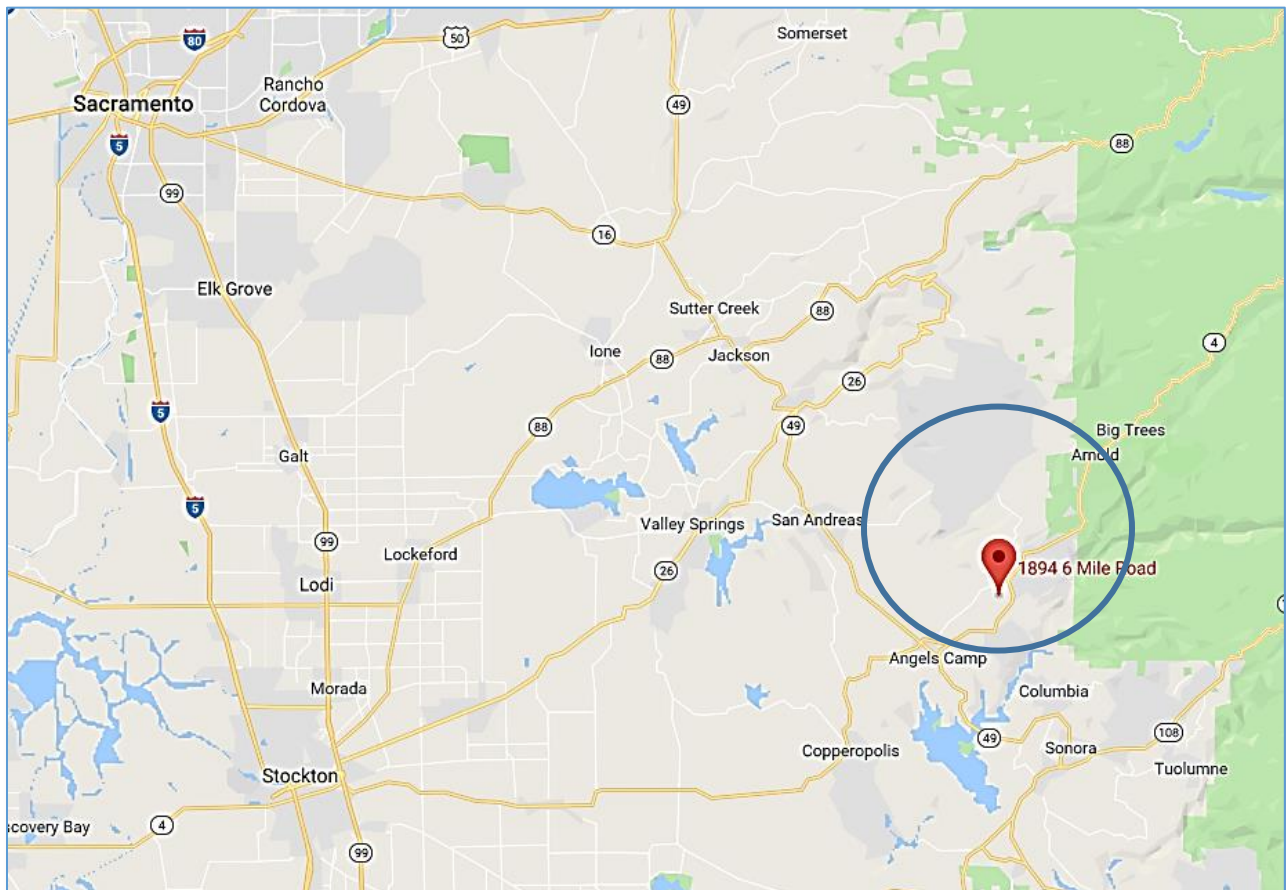 Somerset
80
50
Rancho
Cordova
Sacramento
49
5
88
99
16
Elk Grove
Sutter Creek
88
4
Ione
88
Jackson
26
5
88
49
Big Trees
Arnold
Galt
5
Valley Springs
San Andreas
99
Lockeford
26
1894 6 Mile Road
Lodi
Angels Camp
Morada
Columbia
49
108
Copperopolis
Sonora
Stockton
Tuolumne
scovery Bay
4
99